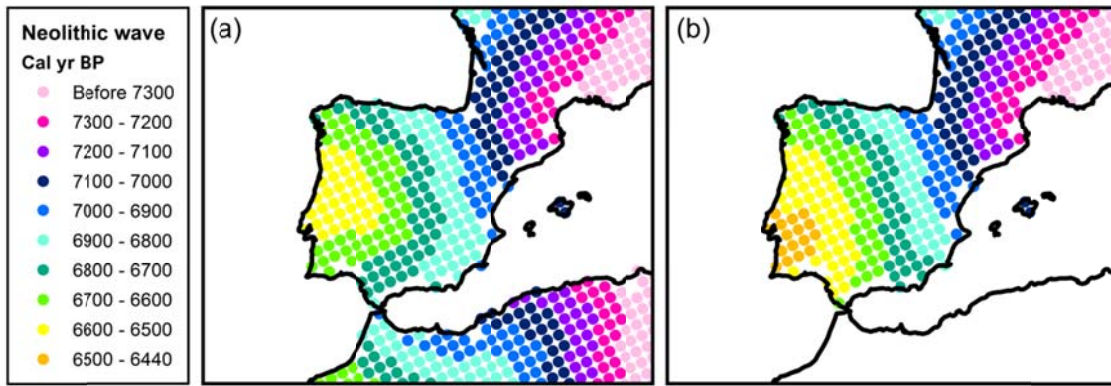 Neolithic wave
Cal yr BP
Before 7300
7300 - 7200
7200 - 7100
7100 - 7000
7000 - 6900
6900 - 6800
6800 - 6700
6700 - 6600
6600 - 6500
6500 - 6440
(a)
(b)